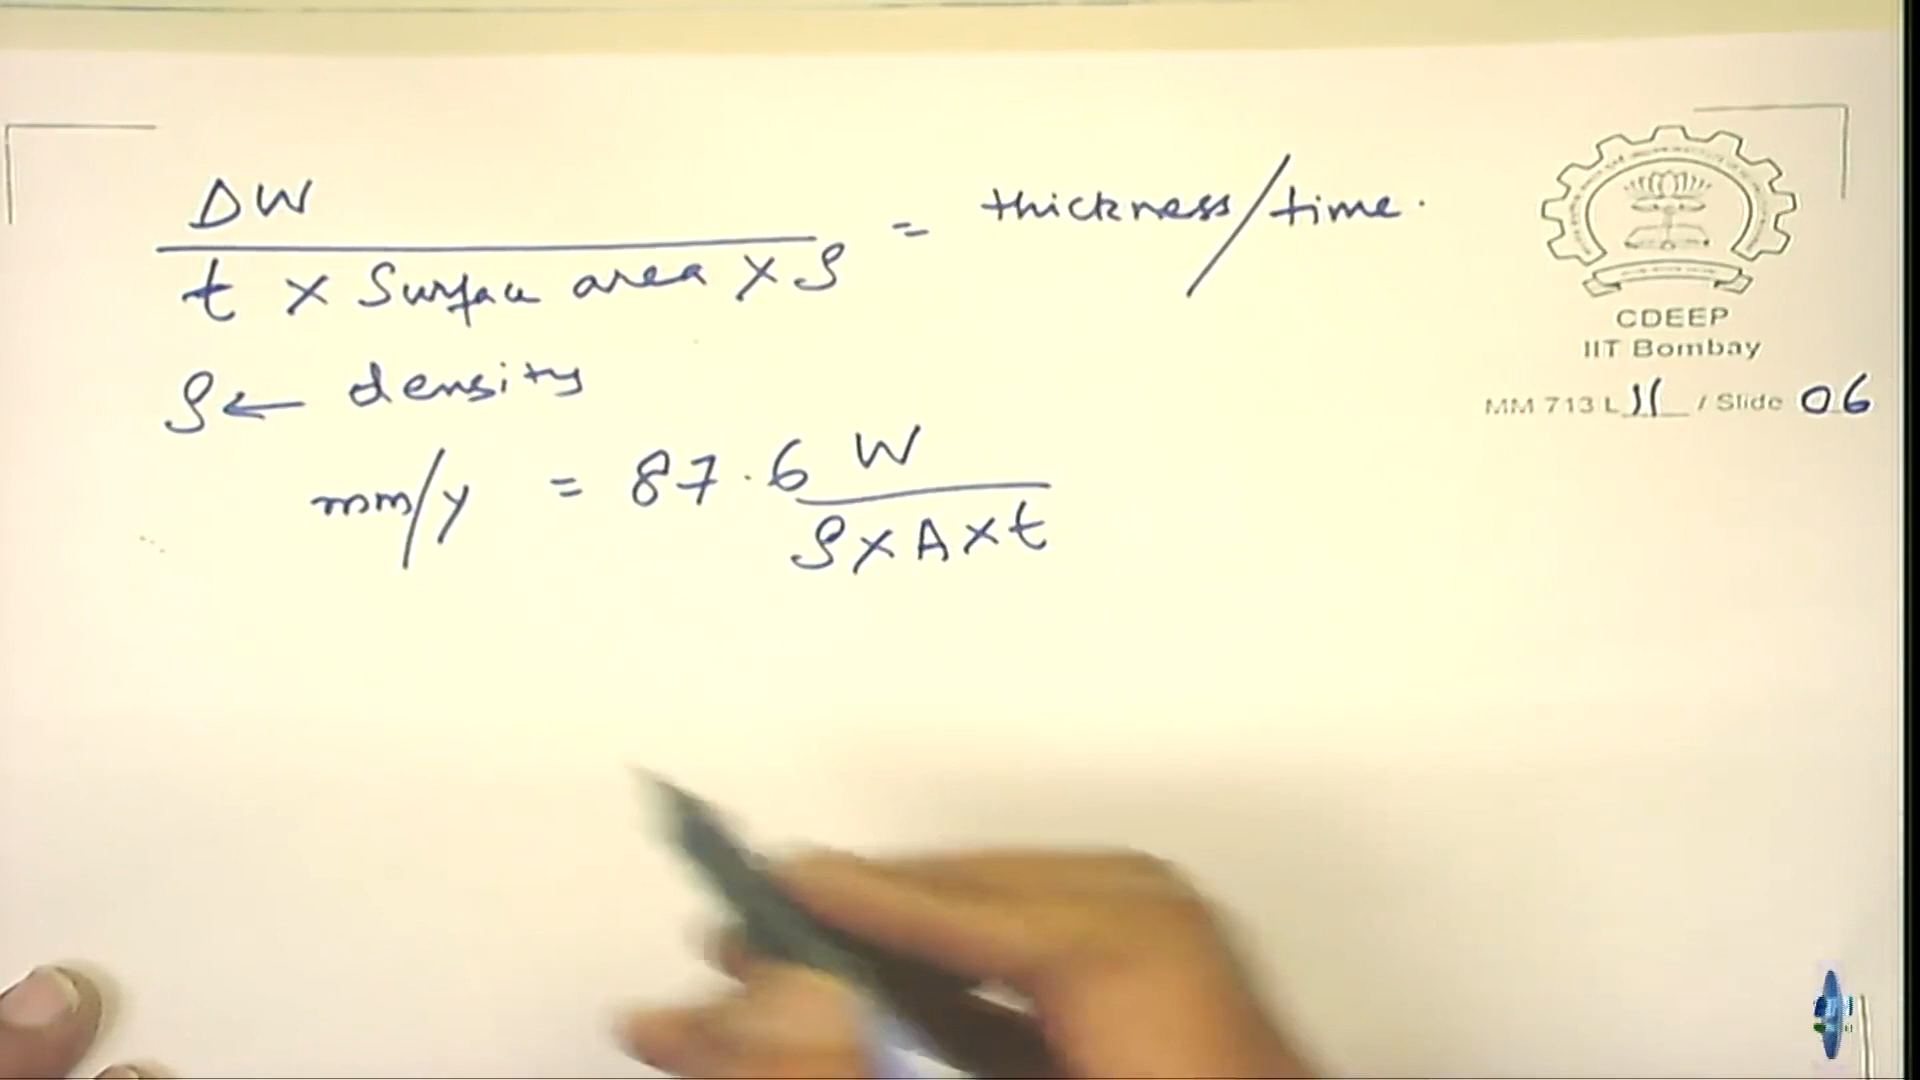 ΔW
t × Surface area × ρ = thickness/time.
ρ ← density
mm/y = 87.6 W
ρ × A × t
CDEEP
IIT Bombay
MM 713 L 11 / Slide 06